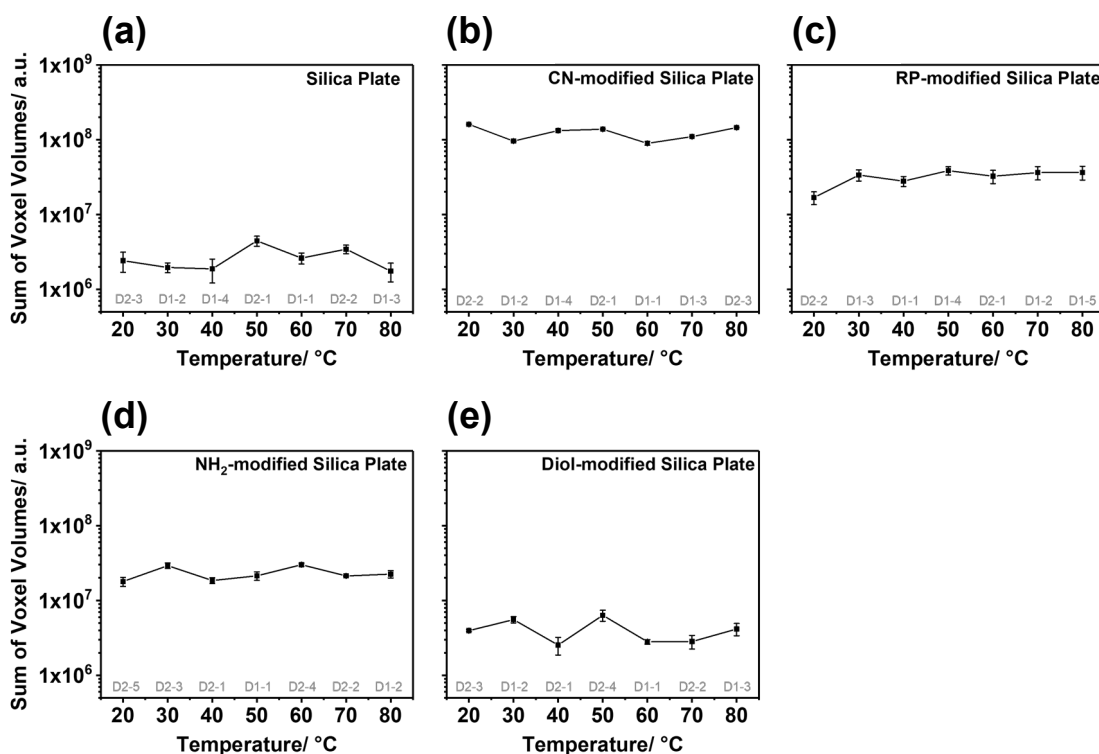 (a)
(b)
(c)
Sum of Voxel Volumes/ a.u.
1x10⁹
1x10⁸
1x10⁷
1x10⁶
Silica Plate
D2-3 D1-2 D1-4 D2-1 D1-1 D2-2 D1-3
20 30 40 50 60 70 80
Temperature/ °C
CN-modified Silica Plate
D2-2 D1-2 D1-4 D2-1 D1-1 D1-3 D2-3
20 30 40 50 60 70 80
Temperature/ °C
RP-modified Silica Plate
D2-2 D1-3 D1-1 D1-4 D2-1 D1-2 D1-5
20 30 40 50 60 70 80
Temperature/ °C
(d)
(e)
Sum of Voxel Volumes/ a.u.
1x10⁹
1x10⁸
1x10⁷
1x10⁶
NH₂-modified Silica Plate
D2-5 D2-3 D2-1 D1-1 D2-4 D2-2 D1-2
20 30 40 50 60 70 80
Temperature/ °C
Diol-modified Silica Plate
D2-3 D1-2 D2-1 D2-4 D1-1 D2-2 D1-3
20 30 40 50 60 70 80
Temperature/ °C